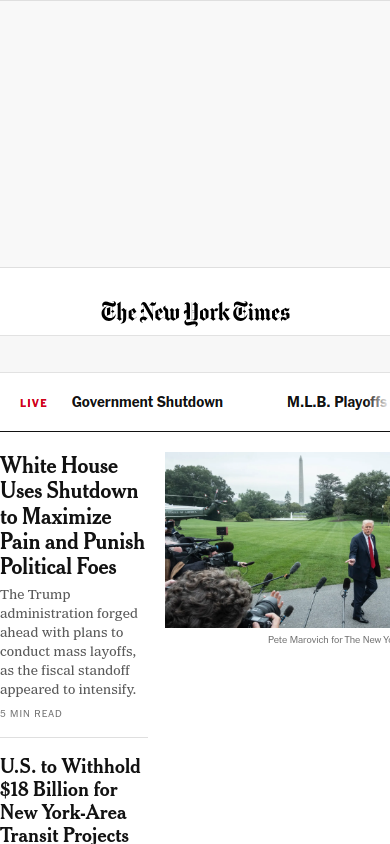 The New York Times
LIVE
Government Shutdown
M.L.B. Playoffs
White House
Uses Shutdown
to Maximize
Pain and Punish
Political Foes
The Trump
administration forged
ahead with plans to
conduct mass layoffs,
as the fiscal standoff
appeared to intensify.
5 MIN READ
Pete Marovich for The New Yo
U.S. to Withhold
$18 Billion for
New York-Area
Transit Projects